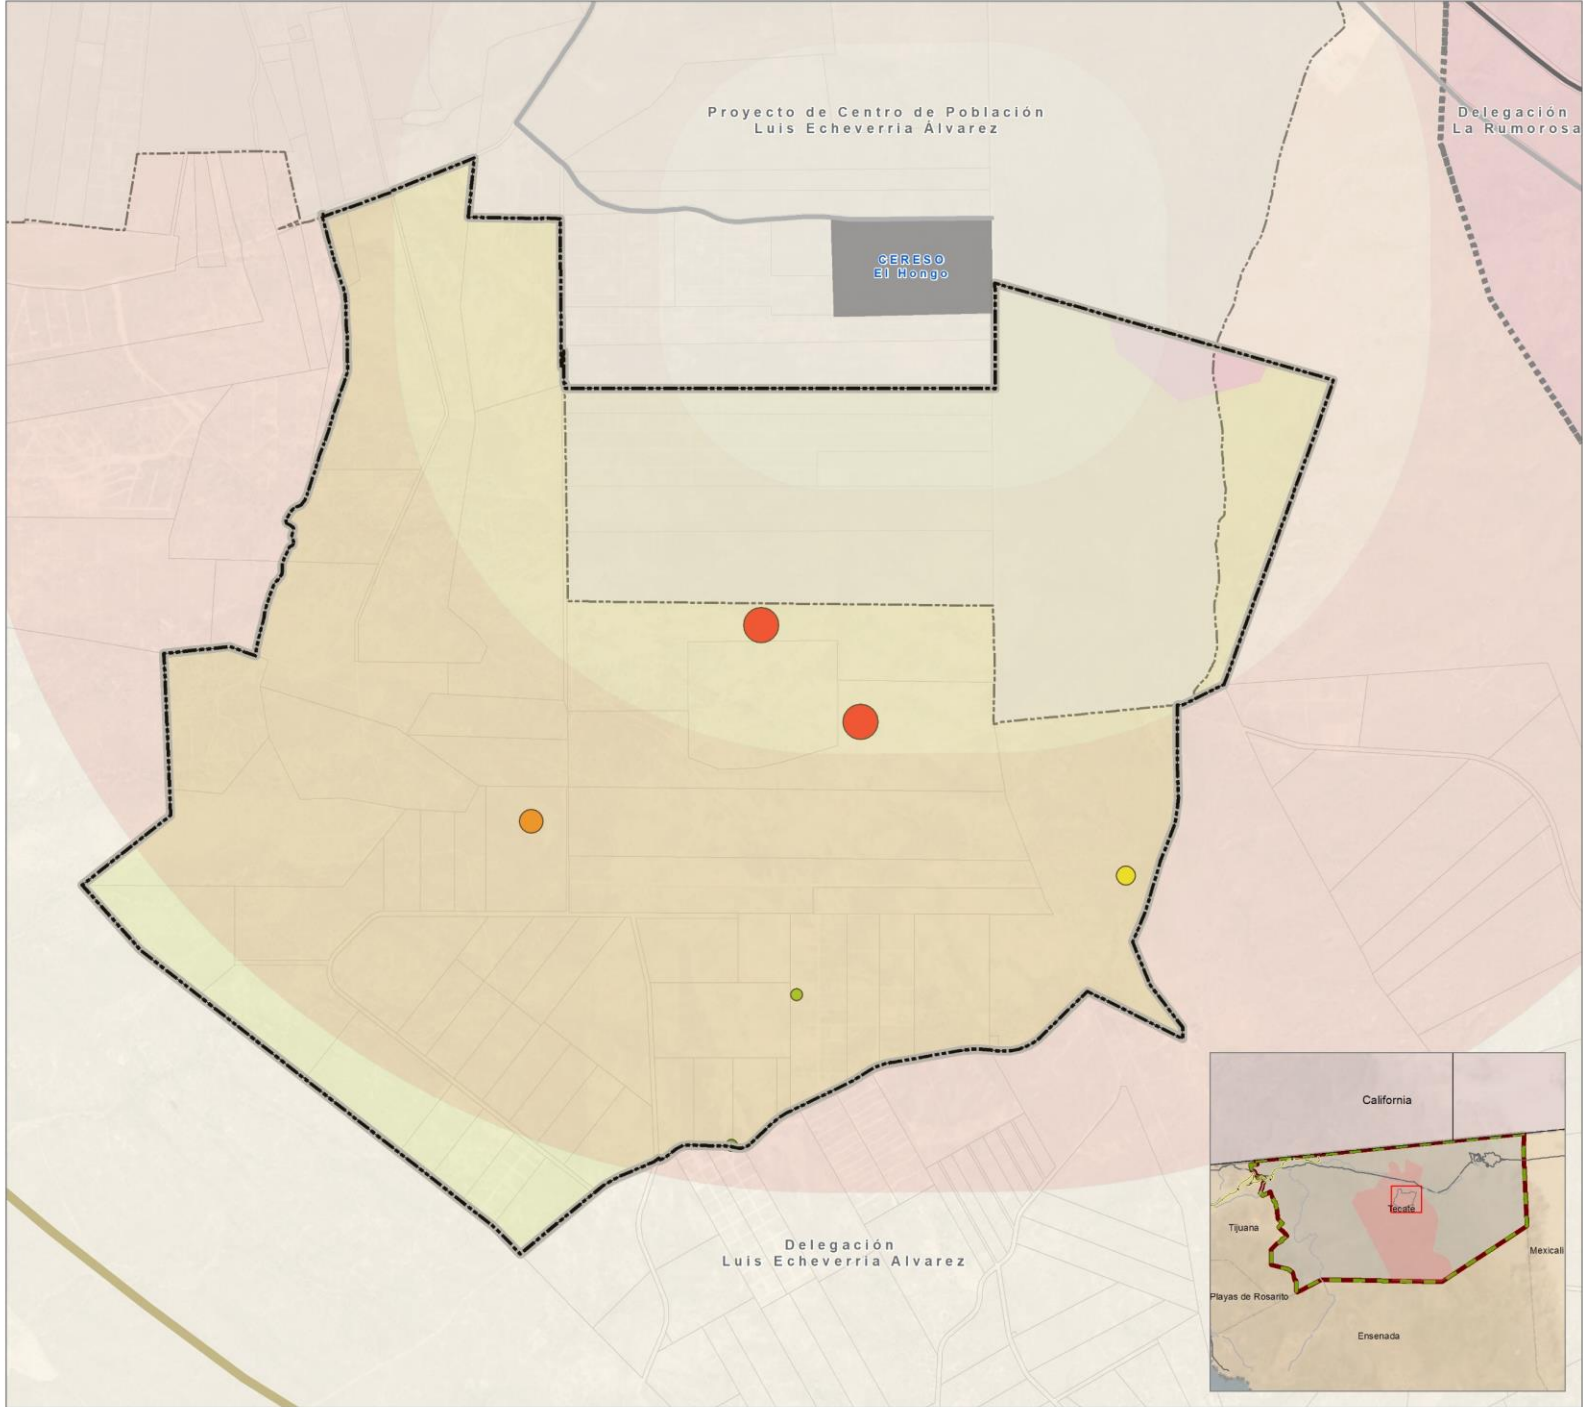 Proyecto de Centro de Población
Luis Echeverria Álvarez
Delegación
La Rumorosa
CERESO
El Hongo
Delegación
Luis Echeverria Alvarez
California
Tecate
Tijuana
Mexicali
Playas de Rosarito
Ensenada